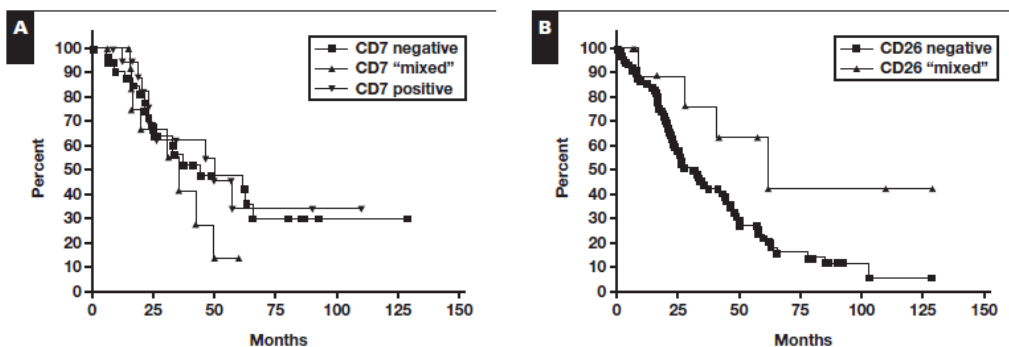 A
CD7 negative
CD7 “mixed”
CD7 positive
100
90
80
70
60
50
40
30
20
10
0
Percent
0 25 50 75 100 125 150
Months
B
CD26 negative
CD26 “mixed”
100
90
80
70
60
50
40
30
20
10
0
Percent
0 25 50 75 100 125 150
Months